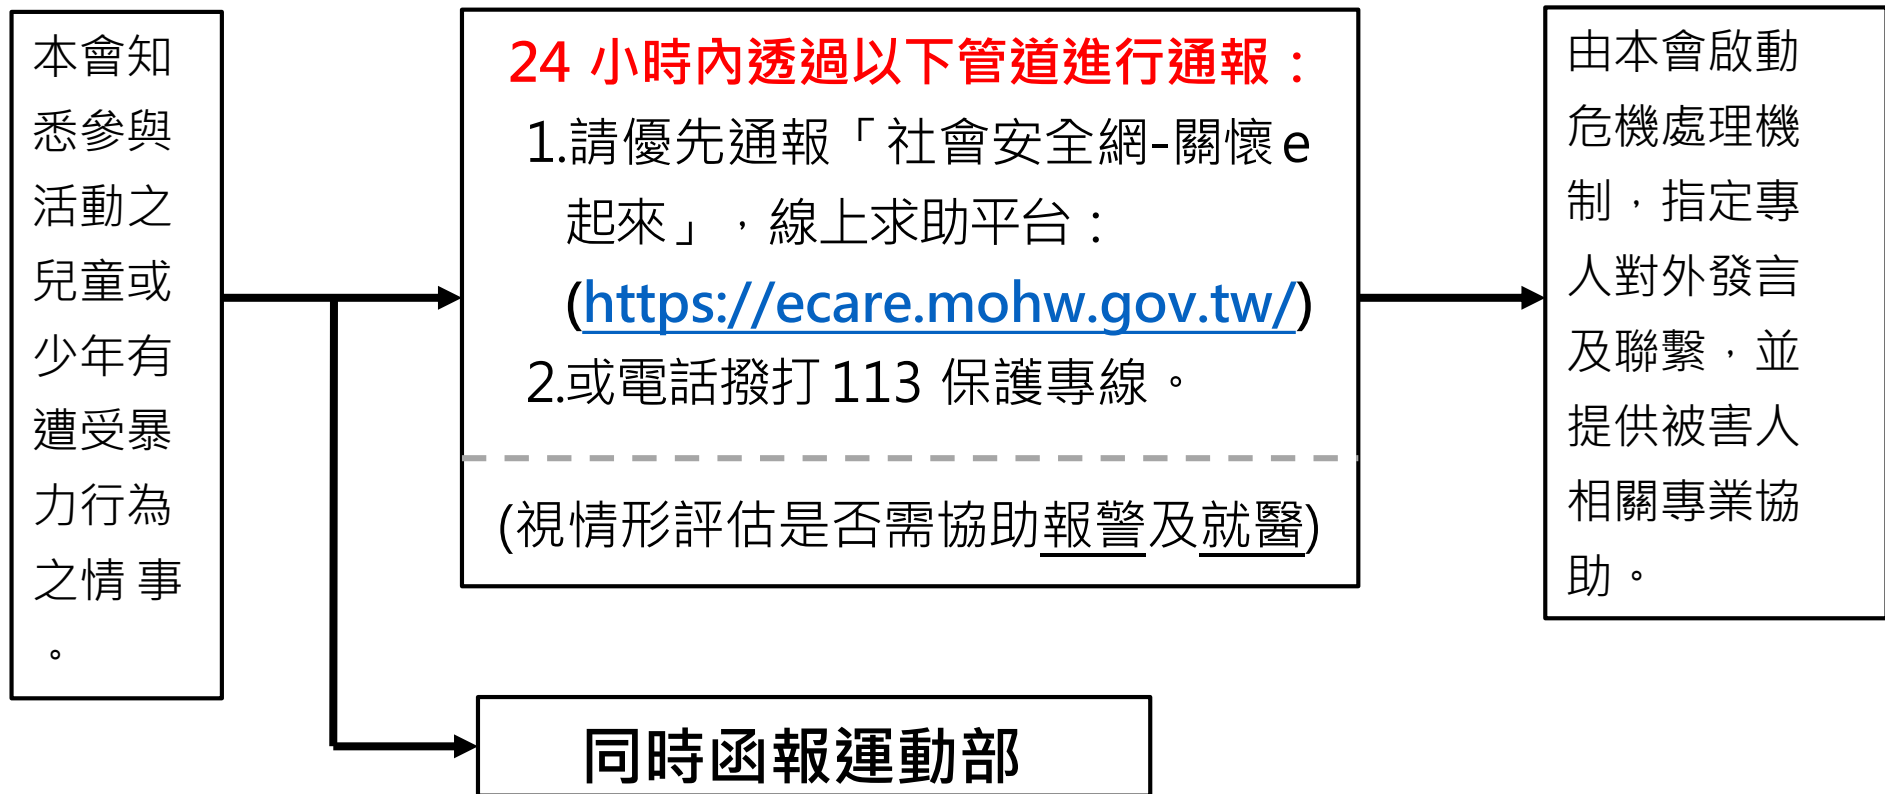 本會知
悉參與
活動之
兒童或
少年有
遭受暴
力行為
之情 事
。
24 小時內透過以下管道進行通報：
1.請優先通報「社會安全網-關懷 e
起來」，線上求助平台：
(https://ecare.mohw.gov.tw/)
2.或電話撥打 113 保護專線。
(視情形評估是否需協助報警及就醫)
由本會啟動
危機處理機
制，指定專
人對外發言
及聯繫，並
提供被害人
相關專業協
助。
同時函報運動部